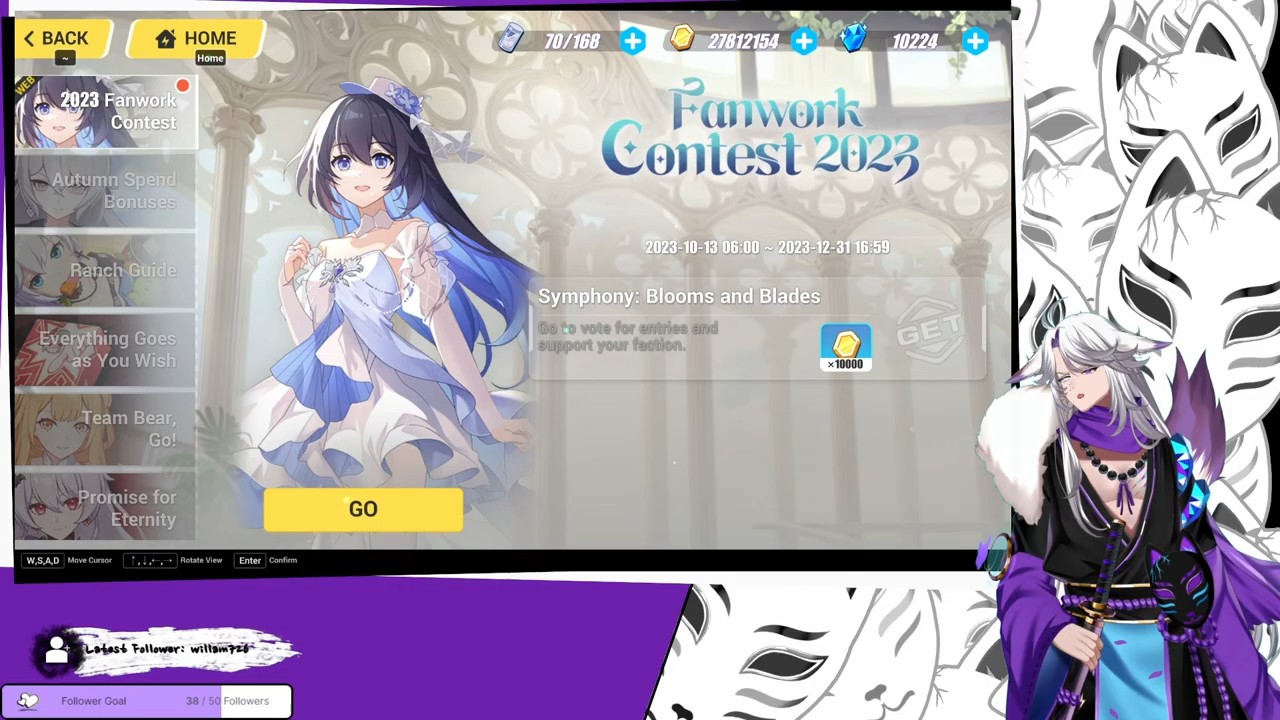 BACK
~
HOME
Home
70/168
27812154
10224
WEB
2023 Fanwork
Contest
Autumn Spend
Bonuses
Ranch Guide
Everything Goes
as You Wish
Team Bear,
Go!
Promise for
Eternity
Fanwork
Contest 2023
2023-10-13 06:00 ~ 2023-12-31 16:59
Symphony: Blooms and Blades
Go to vote for entries and
support your faction.
×10000
GET
GO
W,S,A,D Move Cursor ↑,↓,←,→ Rotate View Enter Confirm
Latest Follower: willam726
Follower Goal 38 / 50 Followers